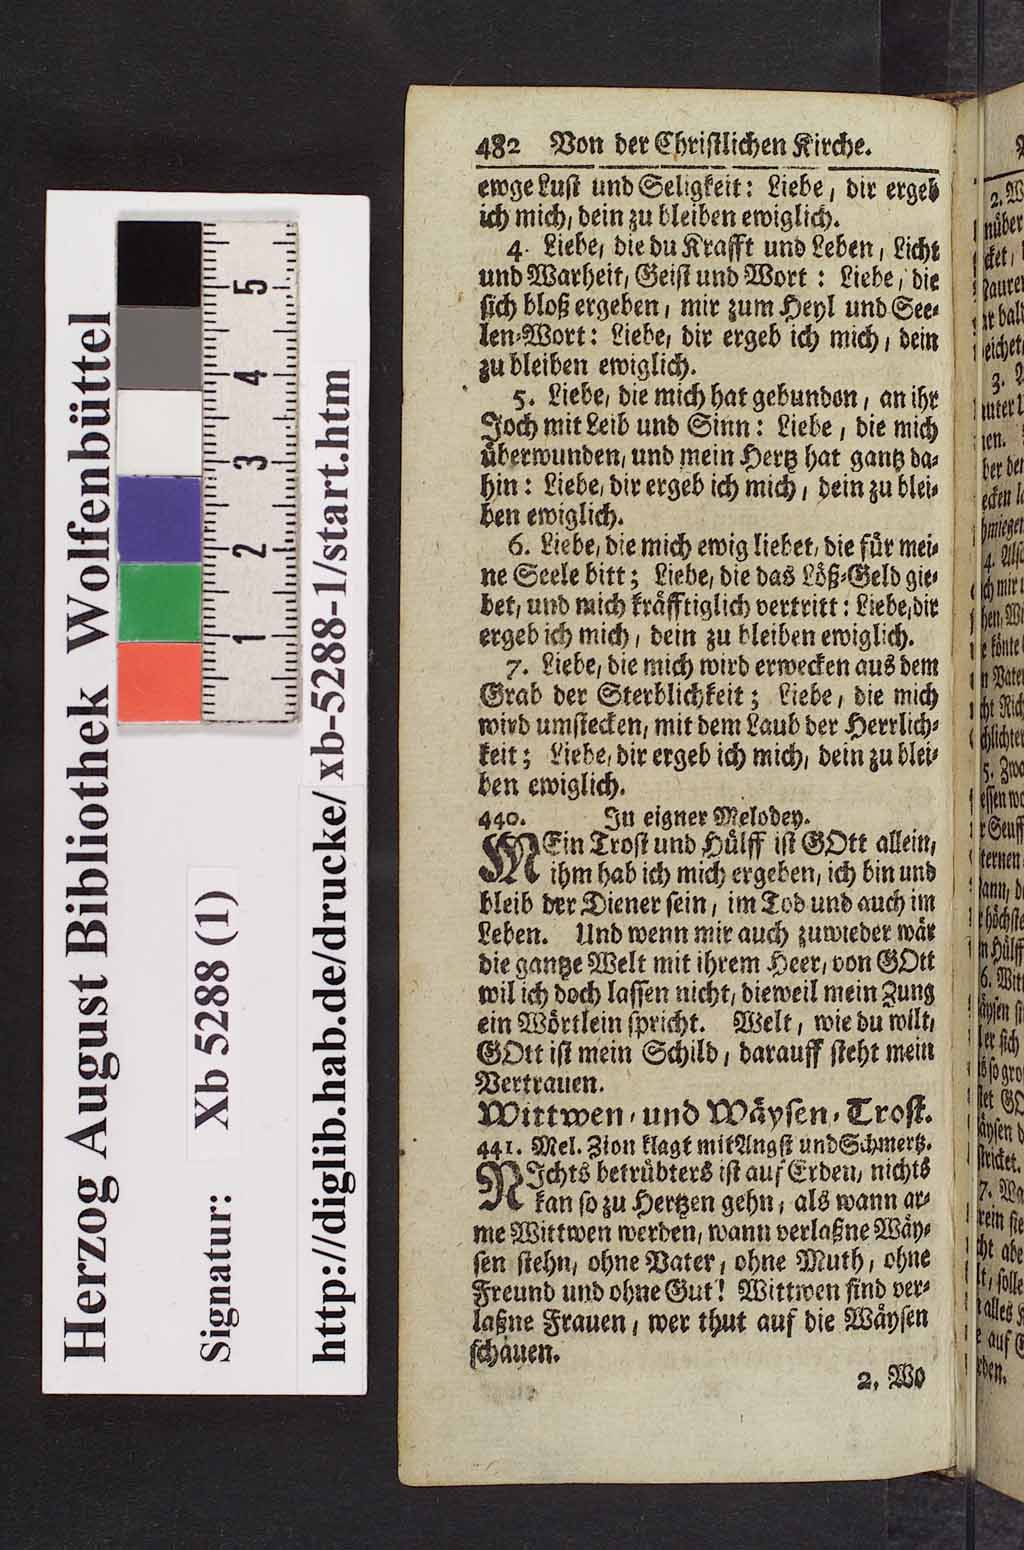 Herzog August Bibliothek Wolfenbüttel
Signatur: Xb 5288 (1)
http://diglib.hab.de/drucke/xb-5288-1/start.htm
5
4
3
2
1
482 Von der Christlichen Kirche.
ewge Lust und Seligkeit: Liebe, dir ergeb
ich mich, dein zu bleiben ewiglich.
4. Liebe, die du Krafft und Leben, Licht
und Warheit, Geist und Wort: Liebe, die
sich bloß ergeben, mir zum Heyl und See-
len-Wort: Liebe, dir ergeb ich mich, dein
zu bleiben ewiglich.
5. Liebe, die mich hat gebunden, an ihr
Joch mit Leib und Sinn: Liebe, die mich
überwunden, und mein Hertz hat gantz da-
hin: Liebe, dir ergeb ich mich, dein zu blei-
ben ewiglich.
6. Liebe, die mich ewig liebet, die für mei-
ne Seele bitt; Liebe, die das Löß-Geld gie-
bet, und mich kräfftiglich vertritt: Liebe, dir
ergeb ich mich, dein zu bleiben ewiglich.
7. Liebe, die mich wird erwecken aus dem
Grab der Sterblichkeit; Liebe, die mich
wird umstecken, mit dem Laub der Herrlich-
keit; Liebe, dir ergeb ich mich, dein zu blei-
ben ewiglich.
440. In eigner Melodey.
MEin Trost und Hülff ist GOtt allein,
ihm hab ich mich ergeben, ich bin und
bleib der Diener sein, im Tod und auch im
Leben. Und wenn mir auch zuwieder wär
die gantze Welt mit ihrem Heer, von GOtt
wil ich doch lassen nicht, dieweil mein Zung
ein Wörtlein spricht. Welt, wie du wilt,
GOtt ist mein Schild, darauff steht mein
Vertrauen.
Wittwen- und Wäysen-Trost.
441. Mel. Zion klagt mit Angst und Schmertz.
NIchts betrübters ist auf Erden, nichts
kan so zu Hertzen gehn, als wann ar-
me Wittwen werden, wann verlaßne Wäy-
sen stehn, ohne Vater, ohne Muth, ohne
Freund und ohne Gut! Wittwen sind ver-
laßne Frauen, wer thut auf die Wäysen
schauen.
2. Wo